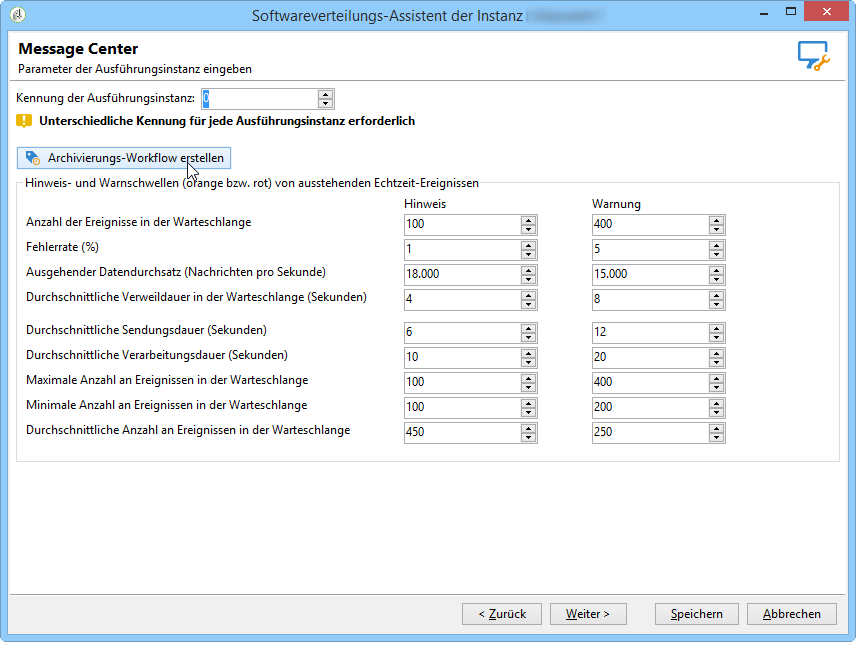 Softwareverteilungs-Assistent der Instanz
Message Center
Parameter der Ausführungsinstanz eingeben
Kennung der Ausführungsinstanz: 0
Unterschiedliche Kennung für jede Ausführungsinstanz erforderlich
Archivierungs-Workflow erstellen
Hinweis- und Warnschwellen (orange bzw. rot) von ausstehenden Echtzeit-Ereignissen
Hinweis Warnung
Anzahl der Ereignisse in der Warteschlange 100 400
Fehlerrate (%) 1 5
Ausgehender Datendurchsatz (Nachrichten pro Sekunde) 18.000 15.000
Durchschnittliche Verweildauer in der Warteschlange (Sekunden) 4 8
Durchschnittliche Sendungsdauer (Sekunden) 6 12
Durchschnittliche Verarbeitungsdauer (Sekunden) 10 20
Maximale Anzahl an Ereignissen in der Warteschlange 100 400
Minimale Anzahl an Ereignissen in der Warteschlange 100 200
Durchschnittliche Anzahl an Ereignissen in der Warteschlange 450 250
< Zurück Weiter > Speichern Abbrechen